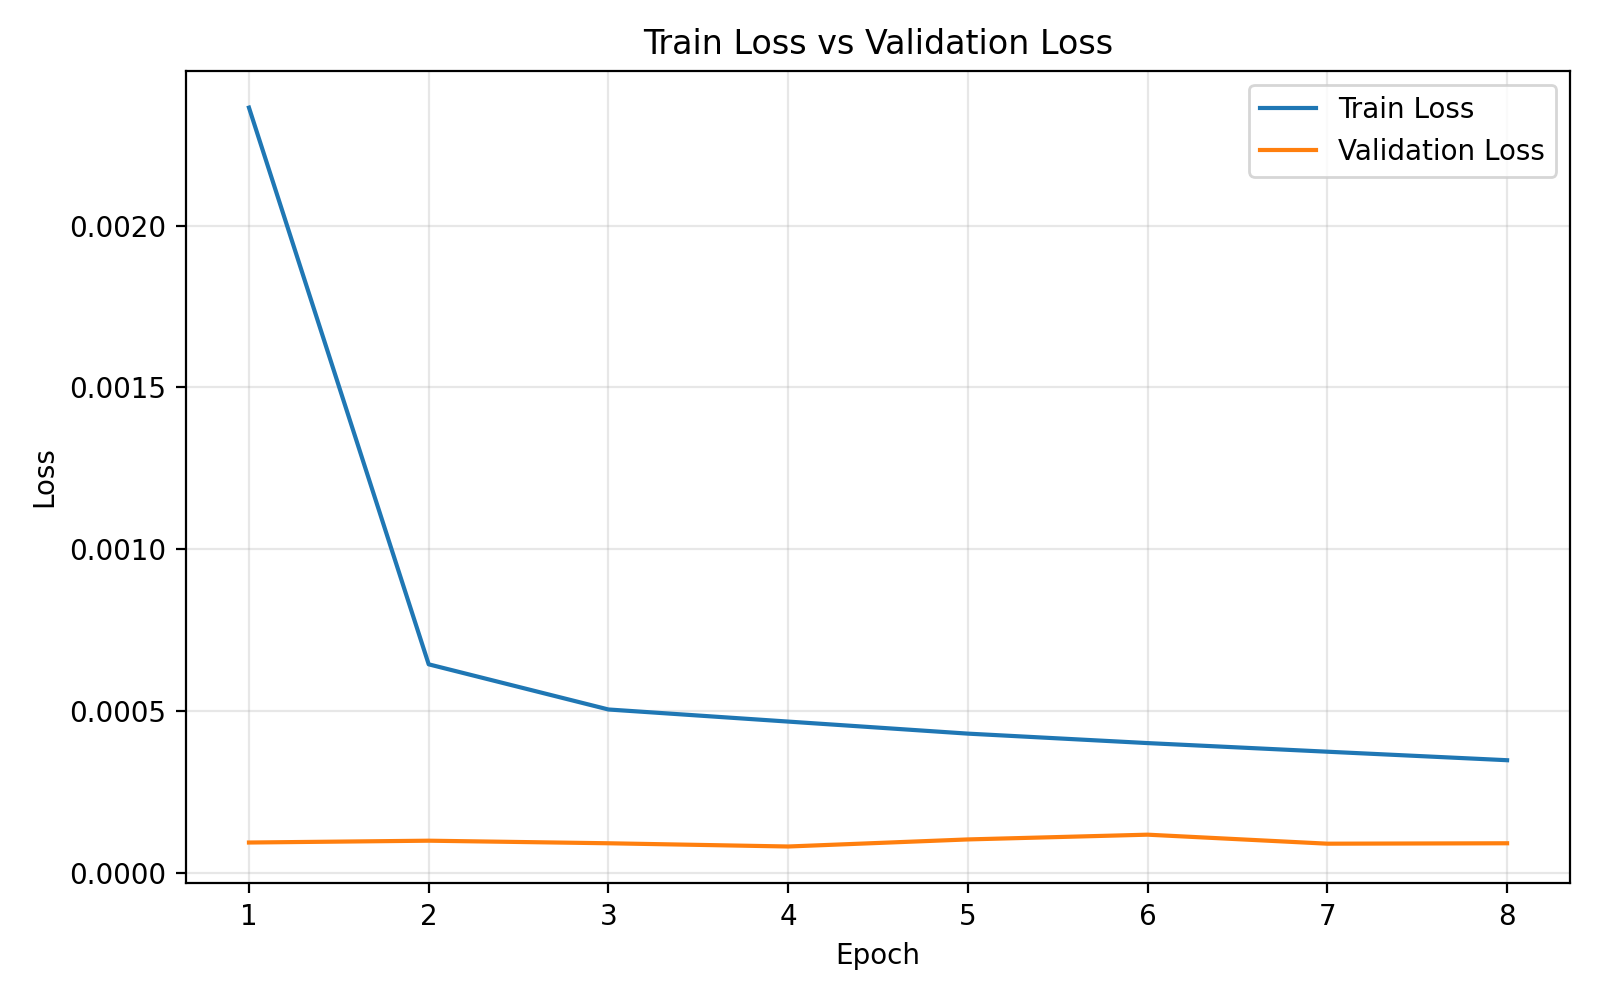 Train Loss vs Validation Loss
Train Loss
Validation Loss
0.0020
0.0015
0.0010
0.0005
0.0000
Loss
1 2 3 4 5 6 7 8
Epoch